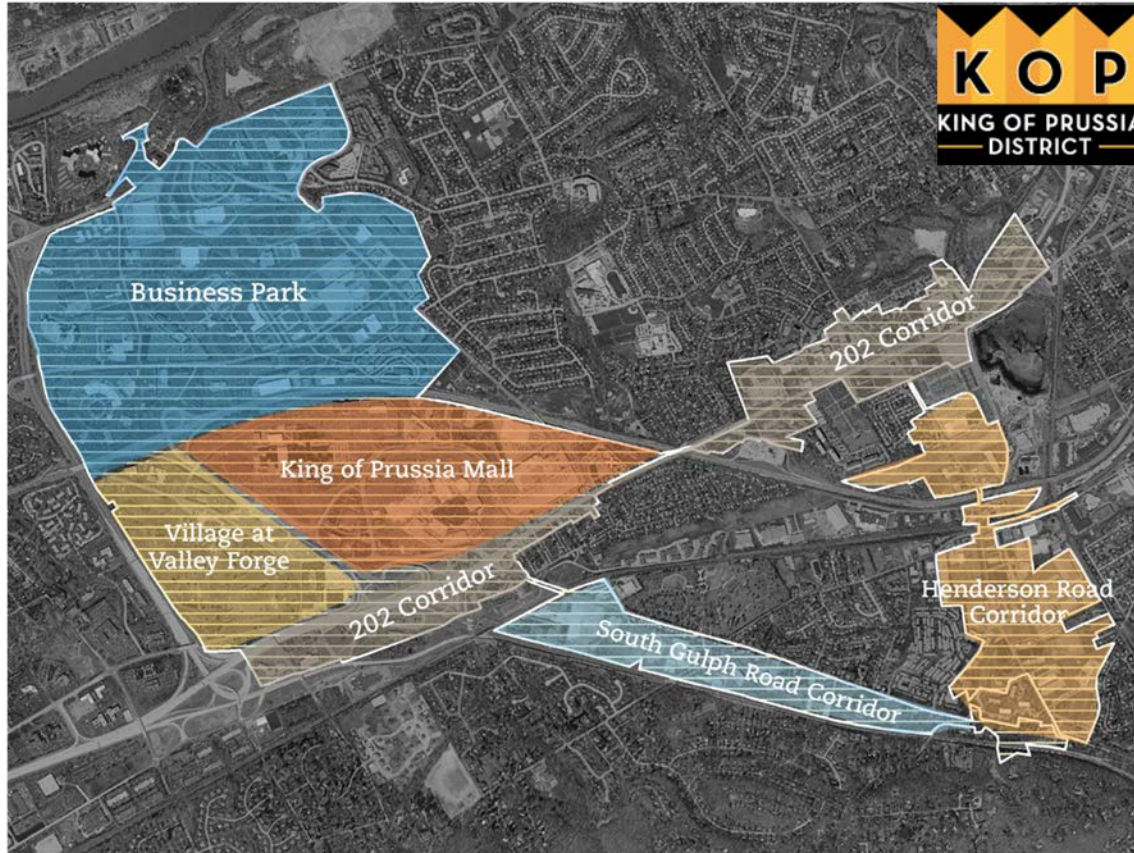 KOP
KING OF PRUSSIA
DISTRICT
Business Park
202 Corridor
King of Prussia Mall
Village at
Valley Forge
Henderson Road
Corridor
202 Corridor
South Gulph Road Corridor